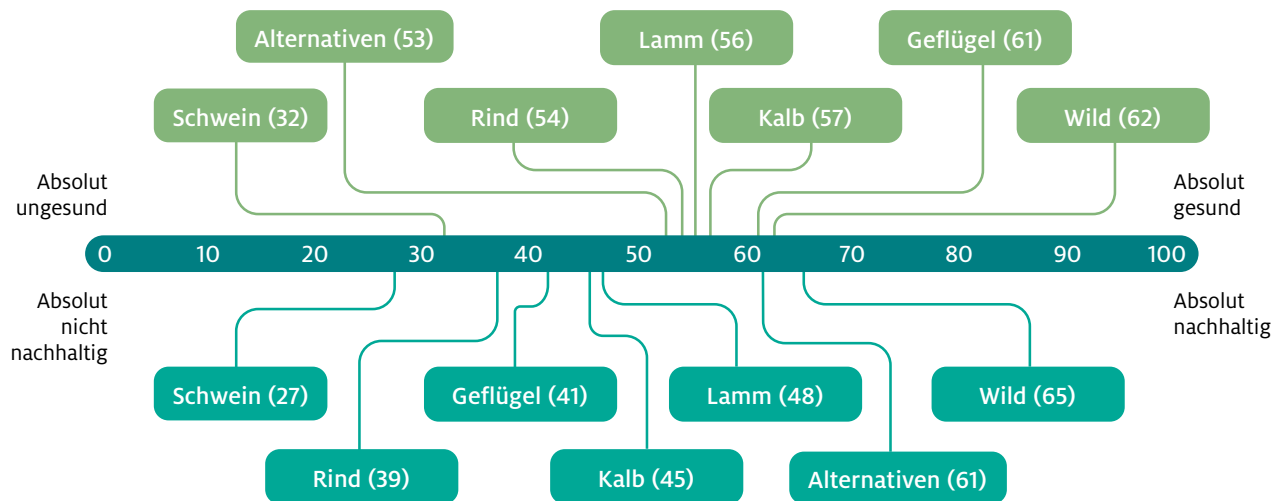 Alternativen (53)
Lamm (56)
Geflügel (61)
Schwein (32)
Rind (54)
Kalb (57)
Wild (62)
Absolut
ungesund
Absolut
gesund
0 10 20 30 40 50 60 70 80 90 100
Absolut
nicht
nachhaltig
Absolut
nachhaltig
Schwein (27)
Geflügel (41)
Lamm (48)
Wild (65)
Rind (39)
Kalb (45)
Alternativen (61)